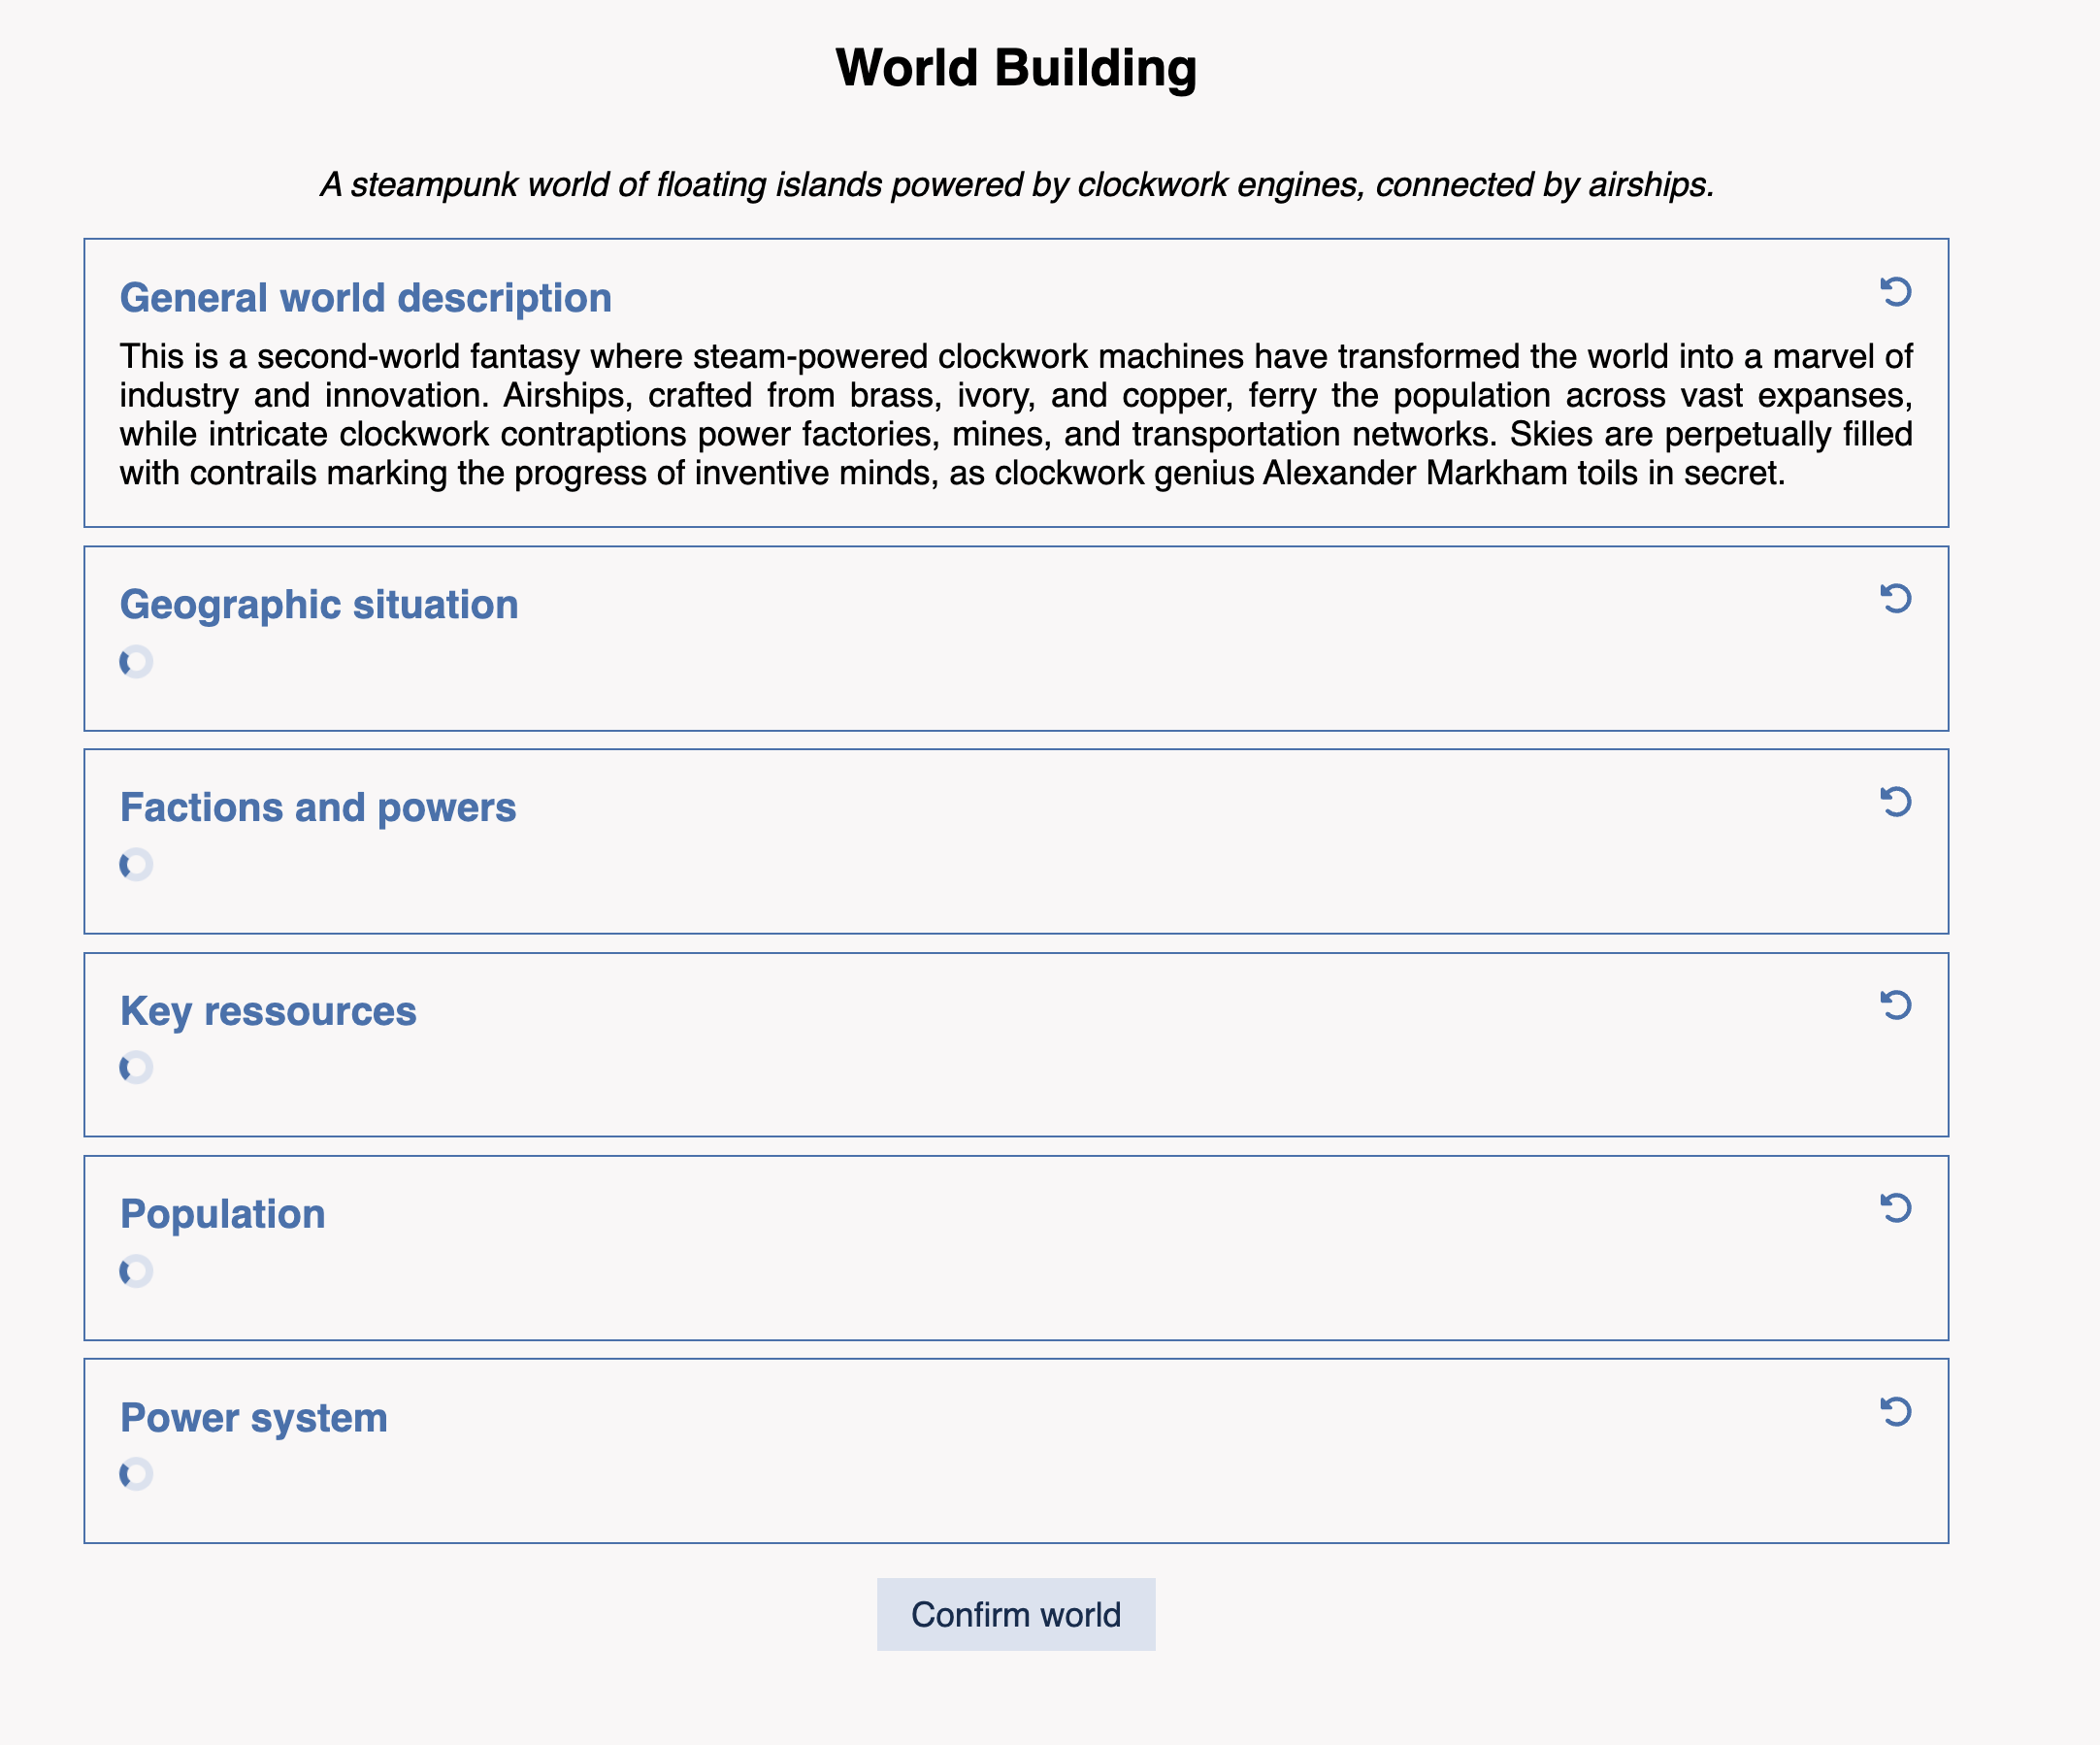 World Building
A steampunk world of floating islands powered by clockwork engines, connected by airships.
General world description
This is a second-world fantasy where steam-powered clockwork machines have transformed the world into a marvel of
industry and innovation. Airships, crafted from brass, ivory, and copper, ferry the population across vast expanses,
while intricate clockwork contraptions power factories, mines, and transportation networks. Skies are perpetually filled
with contrails marking the progress of inventive minds, as clockwork genius Alexander Markham toils in secret.
Geographic situation
Factions and powers
Key ressources
Population
Power system
Confirm world